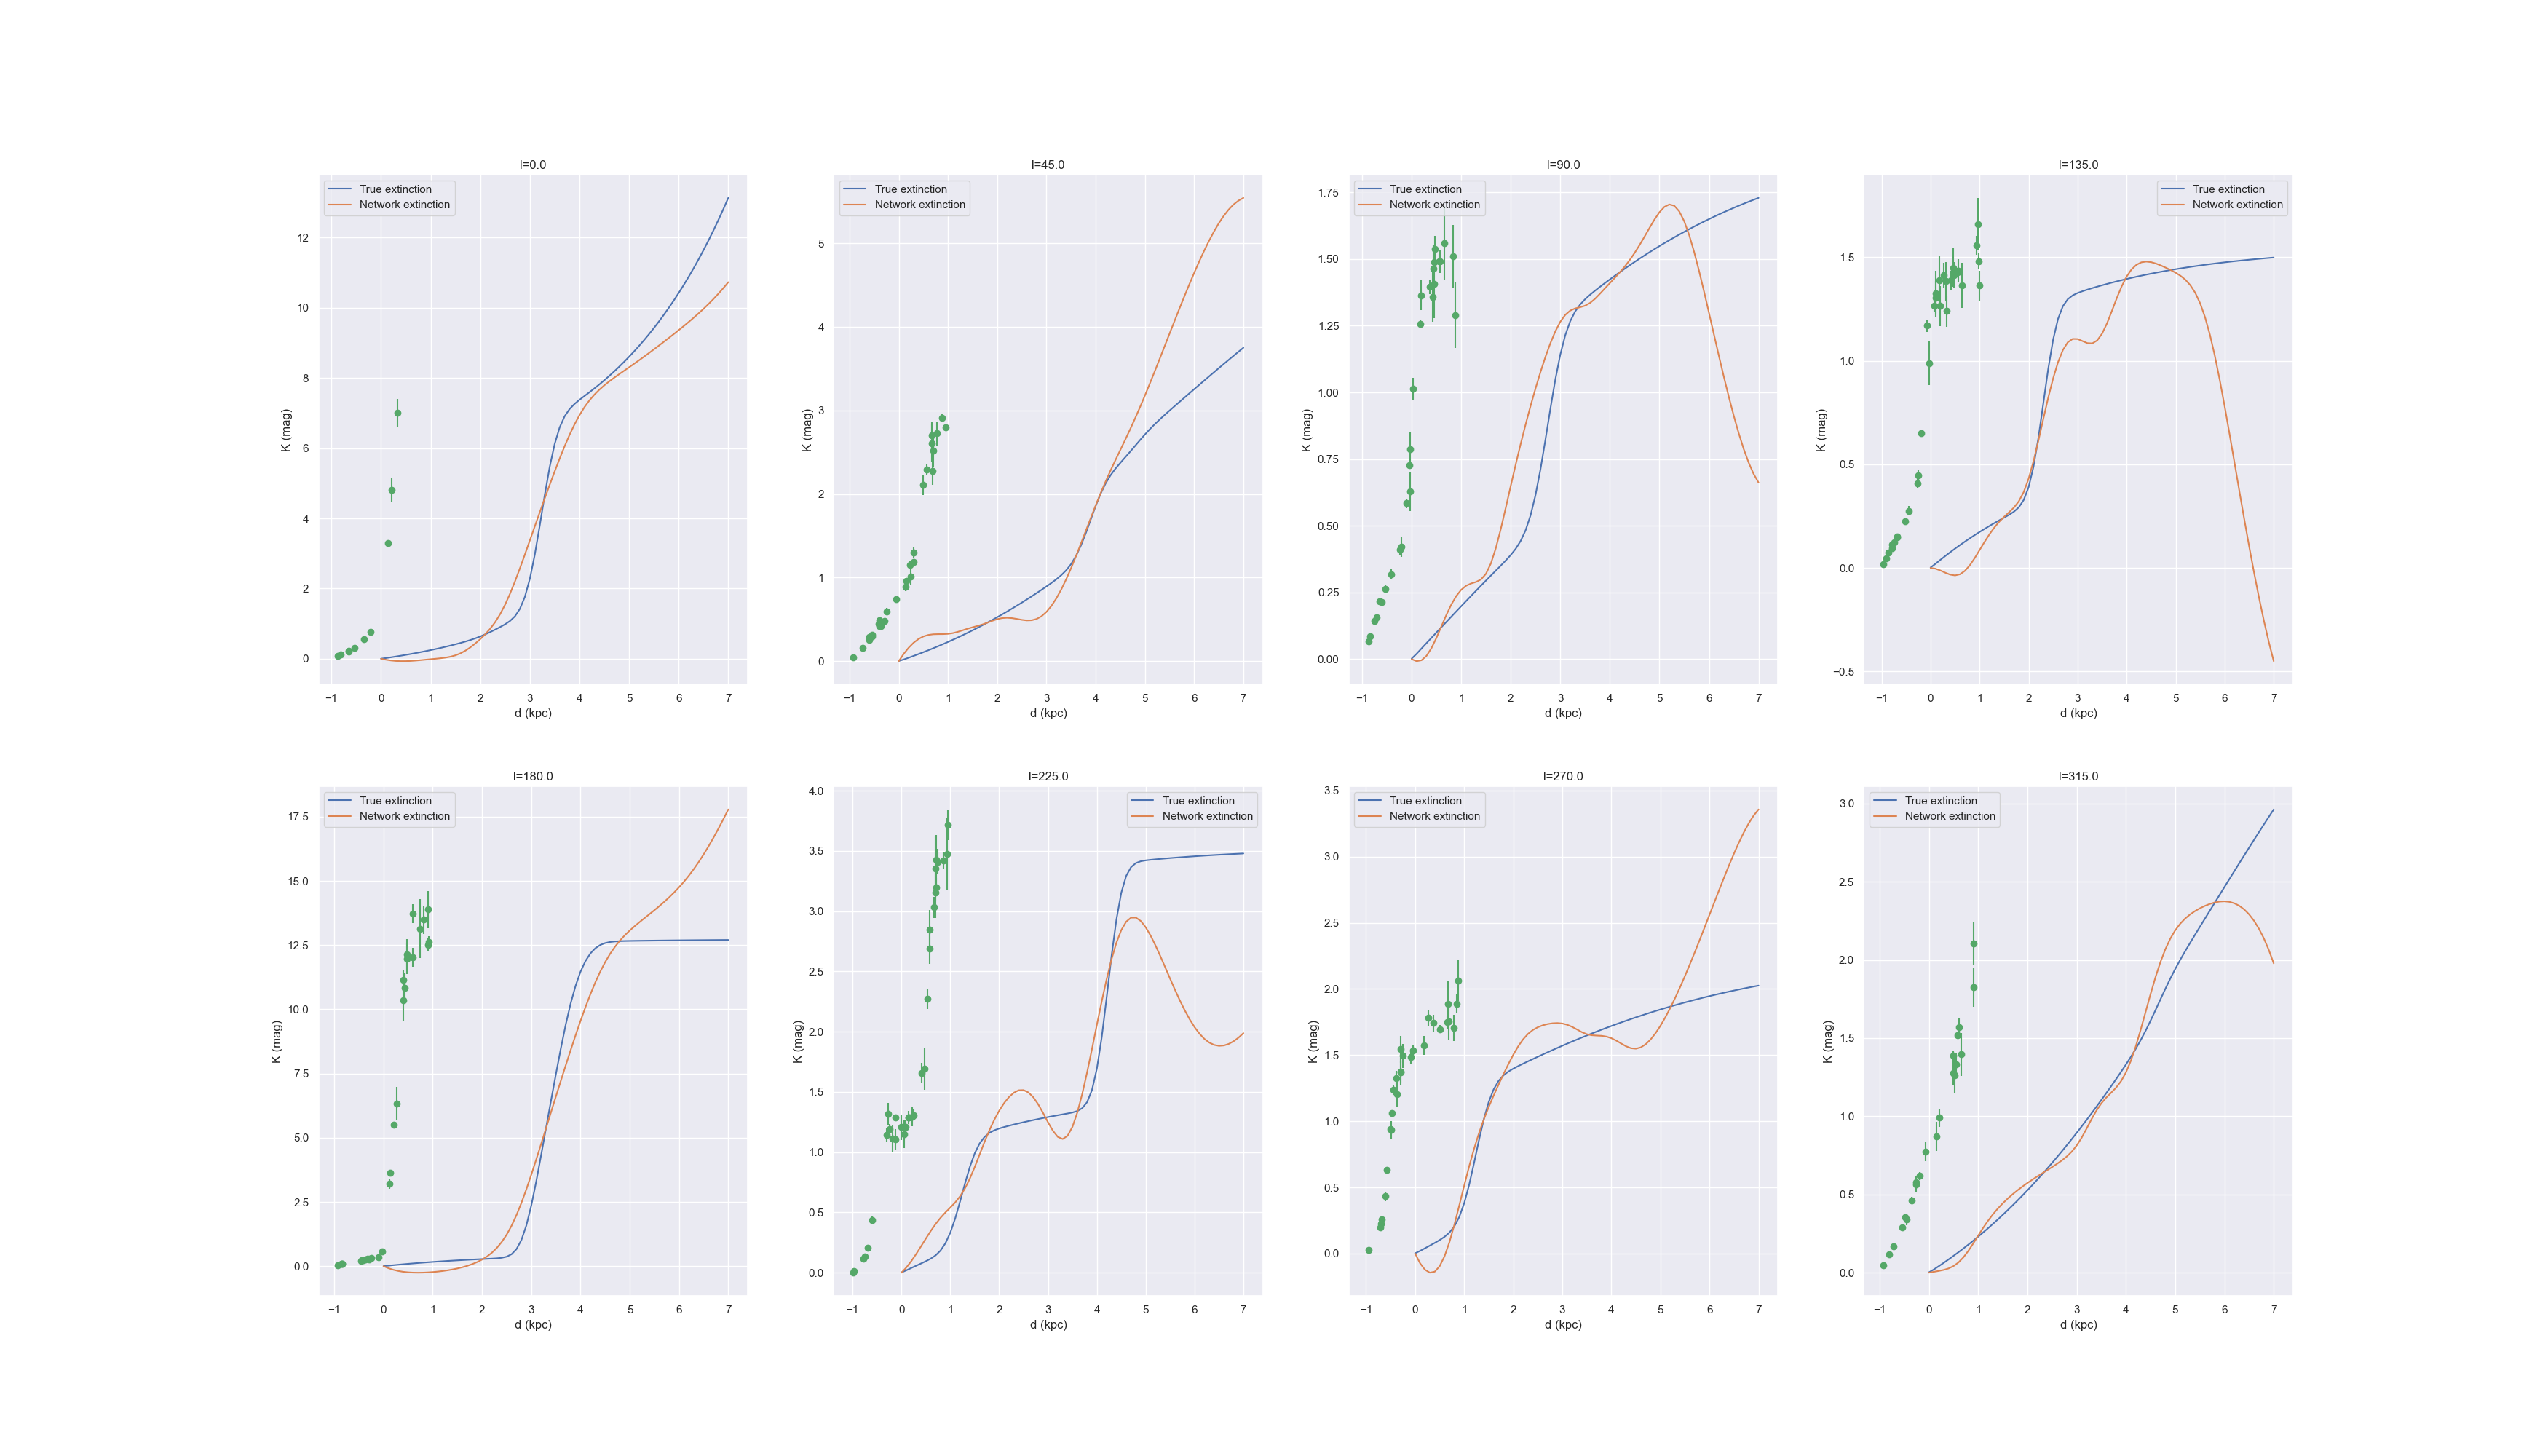 l=0.0
True extinction
Network extinction
12
10
8
6
4
2
0
K (mag)
−1 0 1 2 3 4 5 6 7
d (kpc)
l=45.0
True extinction
Network extinction
5
4
3
2
1
0
K (mag)
−1 0 1 2 3 4 5 6 7
d (kpc)
l=90.0
True extinction
Network extinction
1.75
1.50
1.25
1.00
0.75
0.50
0.25
0.00
K (mag)
−1 0 1 2 3 4 5 6 7
d (kpc)
l=135.0
True extinction
Network extinction
1.5
1.0
0.5
0.0
−0.5
K (mag)
−1 0 1 2 3 4 5 6 7
d (kpc)
l=180.0
True extinction
Network extinction
17.5
15.0
12.5
10.0
7.5
5.0
2.5
0.0
K (mag)
−1 0 1 2 3 4 5 6 7
d (kpc)
l=225.0
True extinction
Network extinction
4.0
3.5
3.0
2.5
2.0
1.5
1.0
0.5
0.0
K (mag)
−1 0 1 2 3 4 5 6 7
d (kpc)
l=270.0
True extinction
Network extinction
3.5
3.0
2.5
2.0
1.5
1.0
0.5
0.0
K (mag)
−1 0 1 2 3 4 5 6 7
d (kpc)
l=315.0
True extinction
Network extinction
3.0
2.5
2.0
1.5
1.0
0.5
0.0
K (mag)
−1 0 1 2 3 4 5 6 7
d (kpc)